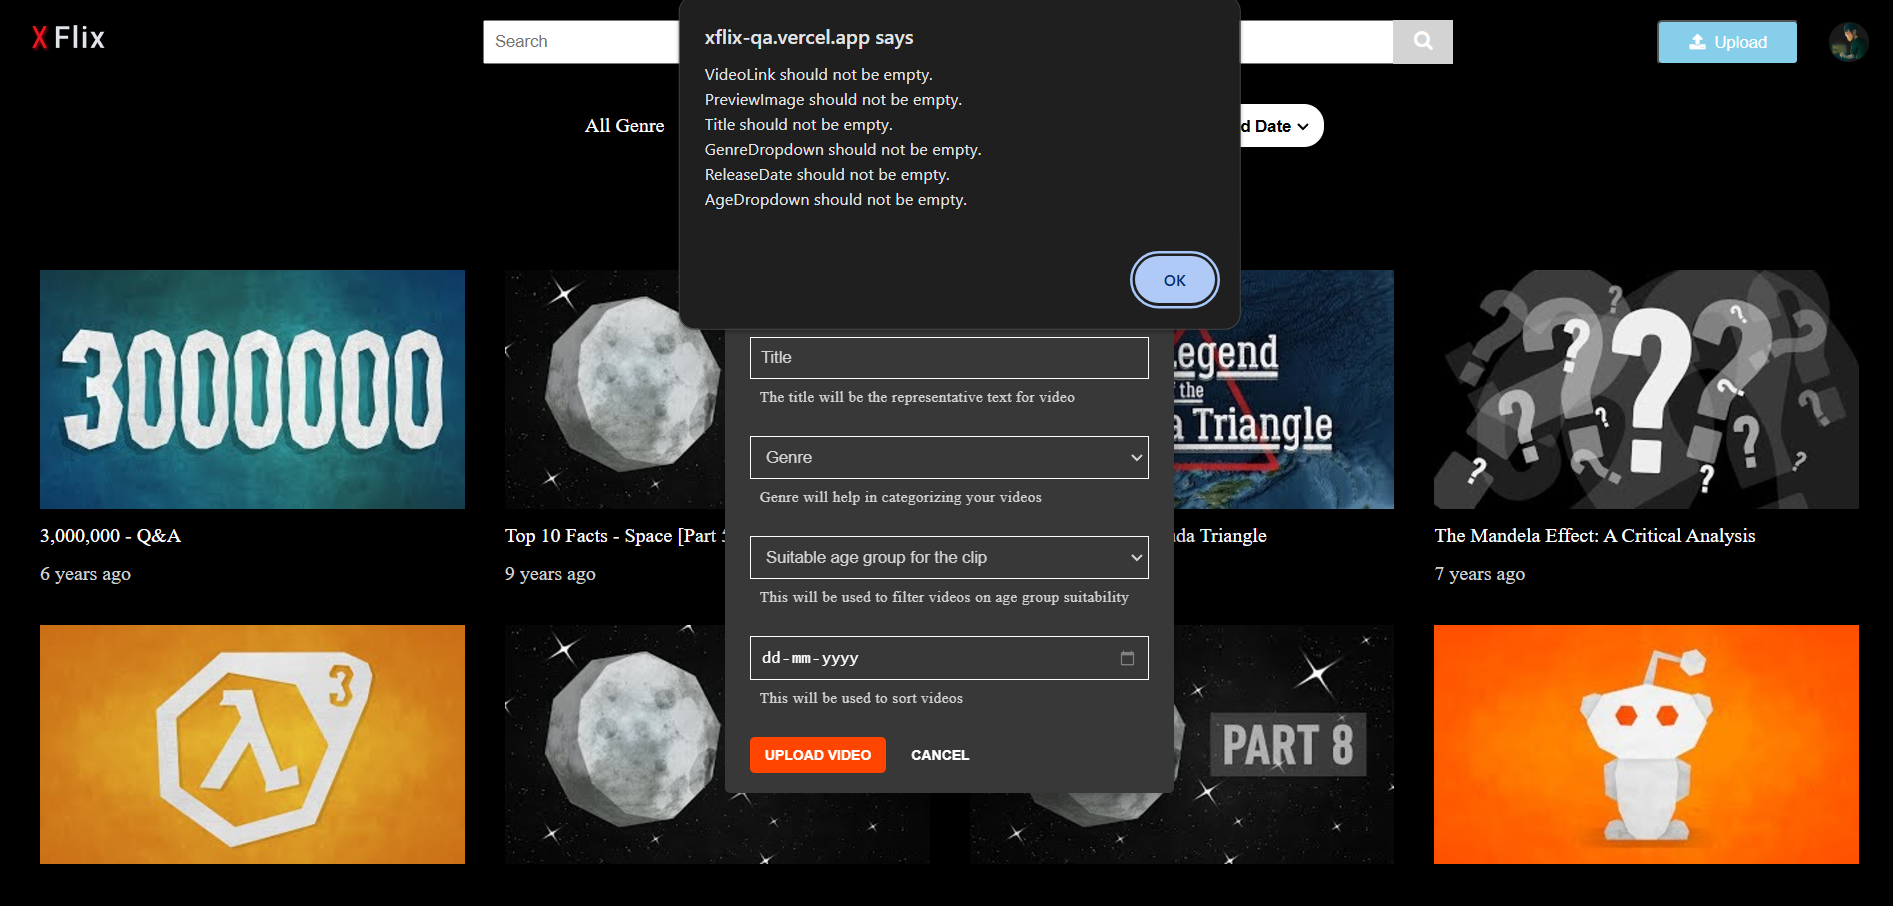 X Flix
Search
Upload
xflix-qa.vercel.app says
VideoLink should not be empty.
PreviewImage should not be empty.
Title should not be empty.
GenreDropdown should not be empty.
ReleaseDate should not be empty.
AgeDropdown should not be empty.
OK
All Genre
d Date
3000000
egend
the
a Triangle
Title
The title will be the representative text for video
Genre
Genre will help in categorizing your videos
Suitable age group for the clip
This will be used to filter videos on age group suitability
dd-mm-yyyy
This will be used to sort videos
UPLOAD VIDEO
CANCEL
3,000,000 - Q&A
6 years ago
Top 10 Facts - Space [Part
9 years ago
da Triangle
The Mandela Effect: A Critical Analysis
7 years ago
λ3
PART 8